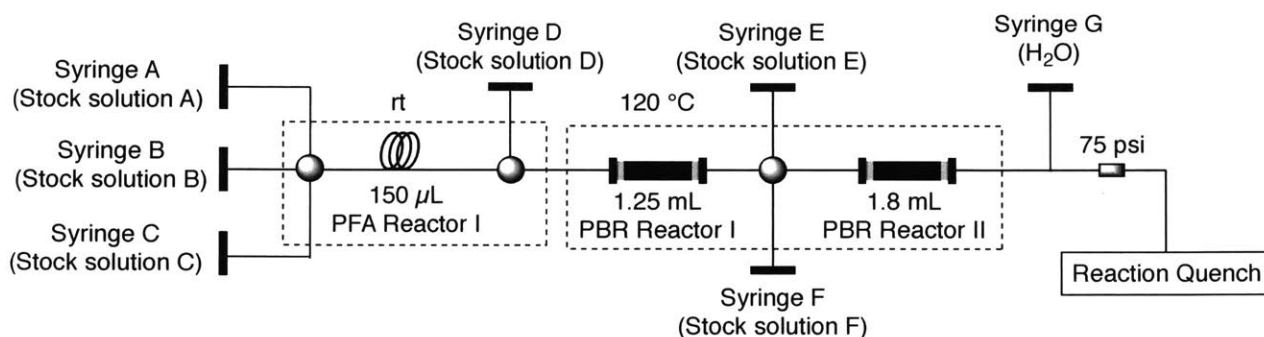 Syringe A
(Stock solution A)
Syringe B
(Stock solution B)
Syringe C
(Stock solution C)
rt
150 µL
PFA Reactor I
Syringe D
(Stock solution D)
120 °C
1.25 mL
PBR Reactor I
Syringe E
(Stock solution E)
Syringe F
(Stock solution F)
1.8 mL
PBR Reactor II
Syringe G
(H₂O)
75 psi
Reaction Quench